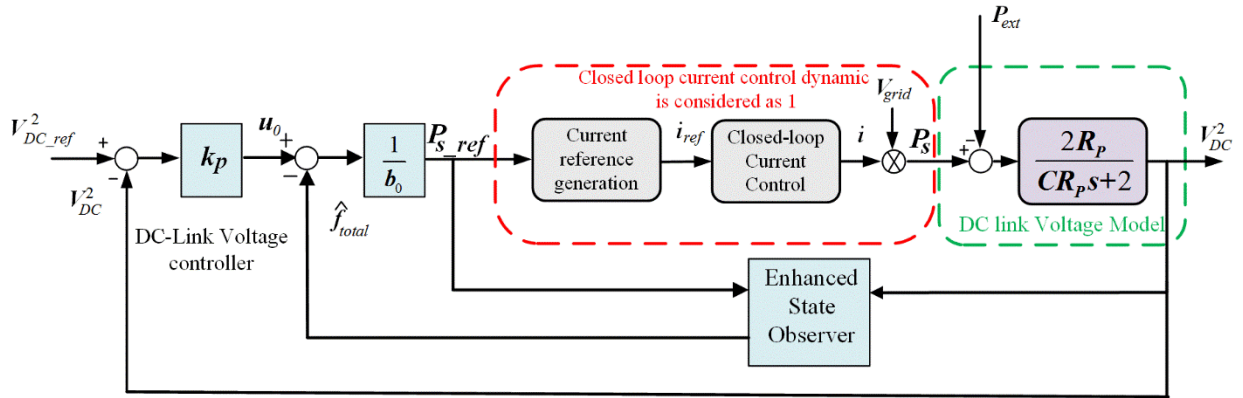 P_ext
Closed loop current control dynamic
is considered as 1
V_grid
V²_DC_ref
+
−
V²_DC
k_p
u_0
+
−
1
b_0
P_s_ref
Current
reference
generation
i_ref
Closed-loop
Current
Control
i
P_s
+
−
2R_P
CR_Ps+2
V²_DC
DC-Link Voltage
controller
f̂_total
DC link Voltage Model
Enhanced
State
Observer